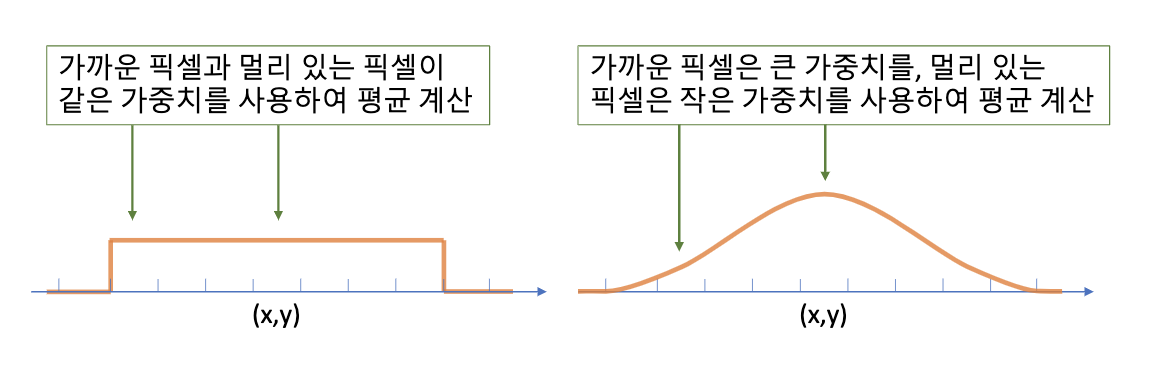 가까운 픽셀과 멀리 있는 픽셀이
같은 가중치를 사용하여 평균 계산
가까운 픽셀은 큰 가중치를, 멀리 있는
픽셀은 작은 가중치를 사용하여 평균 계산
(x,y)
(x,y)